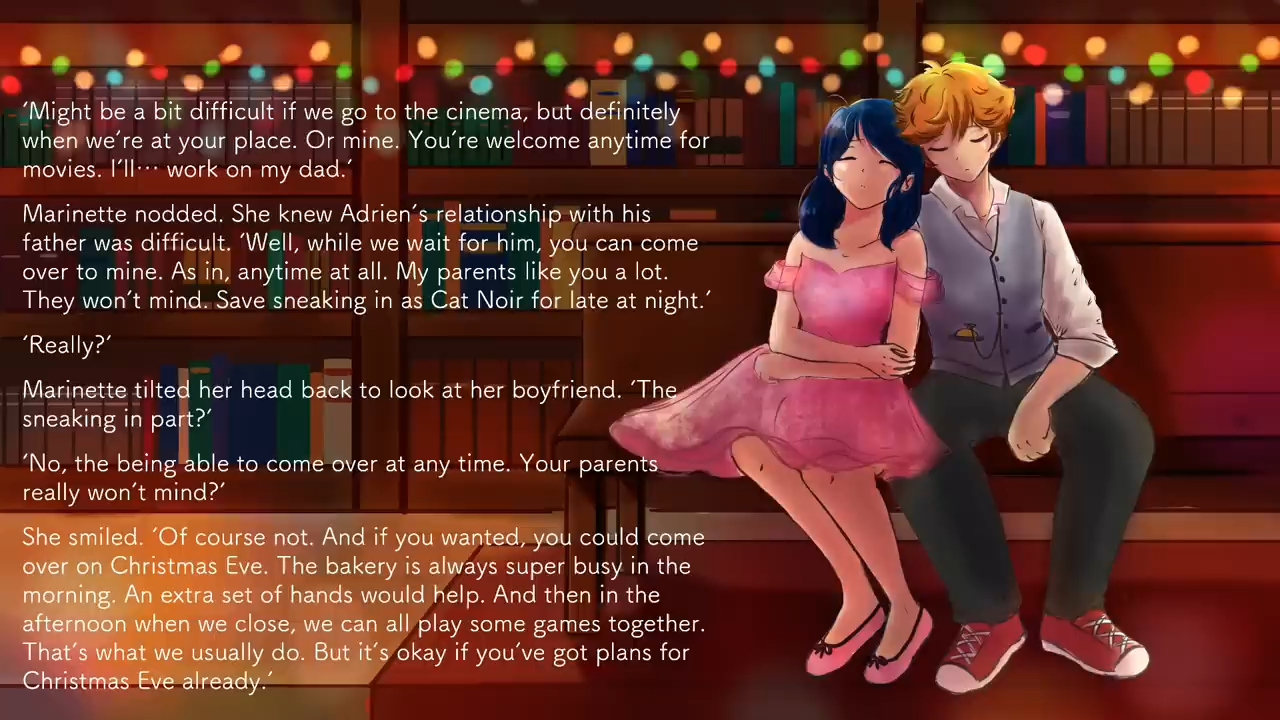 ‘Might be a bit difficult if we go to the cinema, but definitely
when we’re at your place. Or mine. You’re welcome anytime for
movies. I’ll… work on my dad.’
Marinette nodded. She knew Adrien’s relationship with his
father was difficult. ‘Well, while we wait for him, you can come
over to mine. As in, anytime at all. My parents like you a lot.
They won’t mind. Save sneaking in as Cat Noir for late at night.’
‘Really?’
Marinette tilted her head back to look at her boyfriend. ‘The
sneaking in part?’
‘No, the being able to come over at any time. Your parents
really won’t mind?’
She smiled. ‘Of course not. And if you wanted, you could come
over on Christmas Eve. The bakery is always super busy in the
morning. An extra set of hands would help. And then in the
afternoon when we close, we can all play some games together.
That’s what we usually do. But it’s okay if you’ve got plans for
Christmas Eve already.’